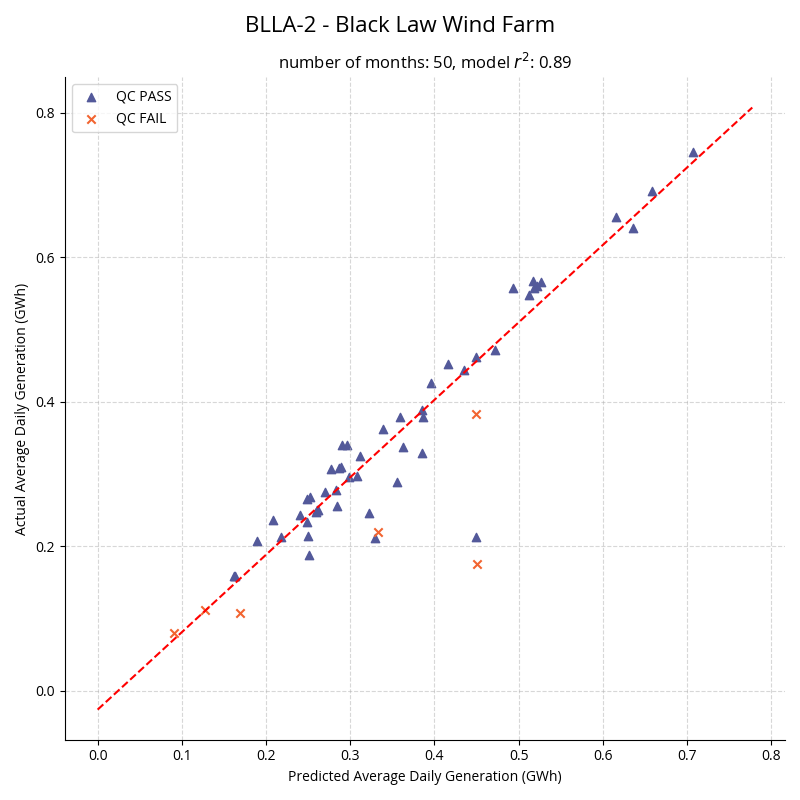 BLLA-2 - Black Law Wind Farm
number of months: 50, model r²: 0.89
QC PASS
QC FAIL
Actual Average Daily Generation (GWh)
0.8
0.6
0.4
0.2
0.0
0.0 0.1 0.2 0.3 0.4 0.5 0.6 0.7 0.8
Predicted Average Daily Generation (GWh)